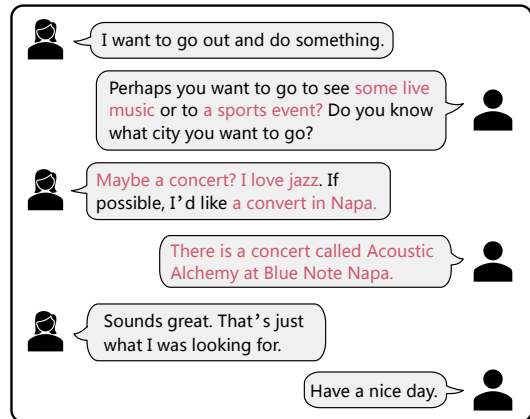 I want to go out and do something.
Perhaps you want to go to see some live
music or to a sports event? Do you know
what city you want to go?
Maybe a concert? I love jazz. If
possible, I’d like a convert in Napa.
There is a concert called Acoustic
Alchemy at Blue Note Napa.
Sounds great. That’s just
what I was looking for.
Have a nice day.